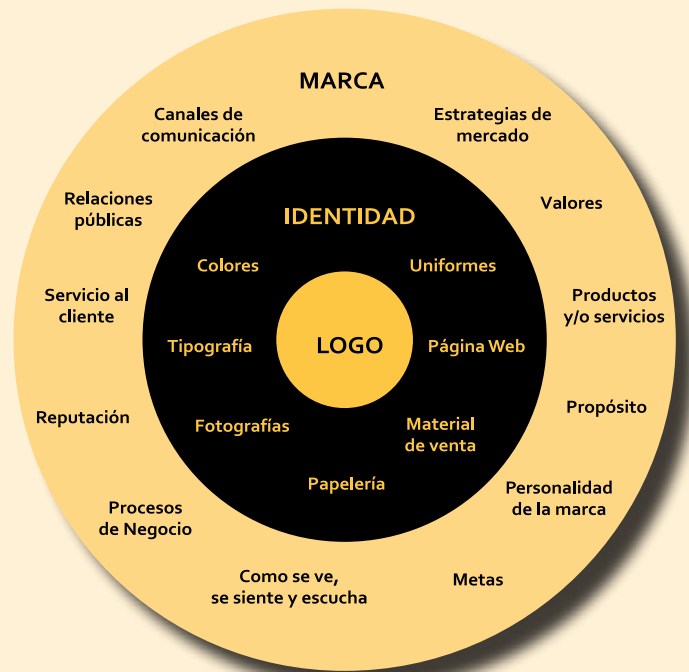 MARCA
Canales de
comunicación
Estrategias de
mercado
Relaciones
públicas
Valores
IDENTIDAD
Colores
Uniformes
Servicio al
cliente
Productos
y/o servicios
Tipografía
LOGO
Página Web
Reputación
Propósito
Fotografías
Material
de venta
Papelería
Procesos
de Negocio
Personalidad
de la marca
Como se ve,
se siente y escucha
Metas